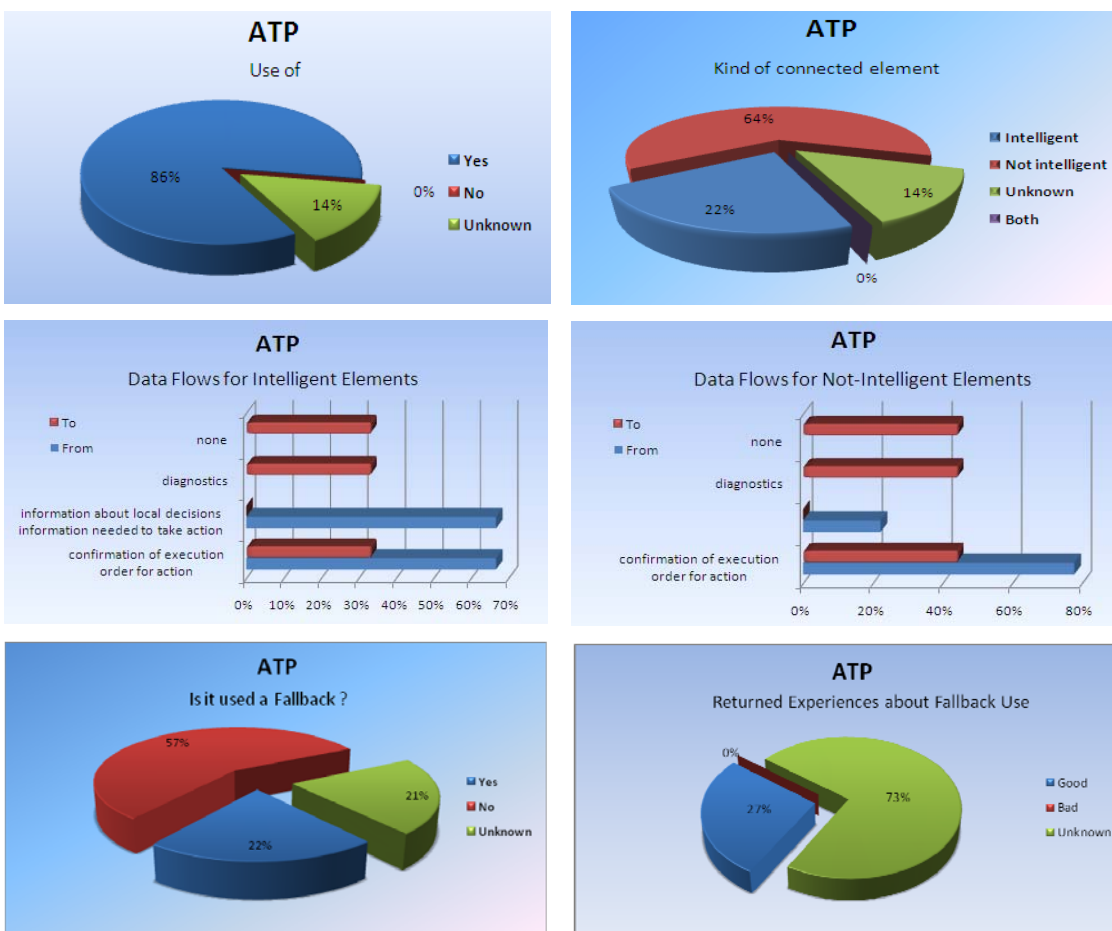 ATP
Use of
86%
14%
0%
Yes
No
Unknown
ATP
Kind of connected element
64%
22%
14%
0%
Intelligent
Not intelligent
Unknown
Both
ATP
Data Flows for Intelligent Elements
To
From
none
diagnostics
information about local decisions
information needed to take action
confirmation of execution
order for action
0% 10% 20% 30% 40% 50% 60% 70%
ATP
Data Flows for Not-Intelligent Elements
To
From
none
diagnostics
confirmation of execution
order for action
0% 20% 40% 60% 80%
ATP
Is it used a Fallback ?
57%
21%
22%
Yes
No
Unknown
ATP
Returned Experiences about Fallback Use
0%
27%
73%
Good
Bad
Unknown